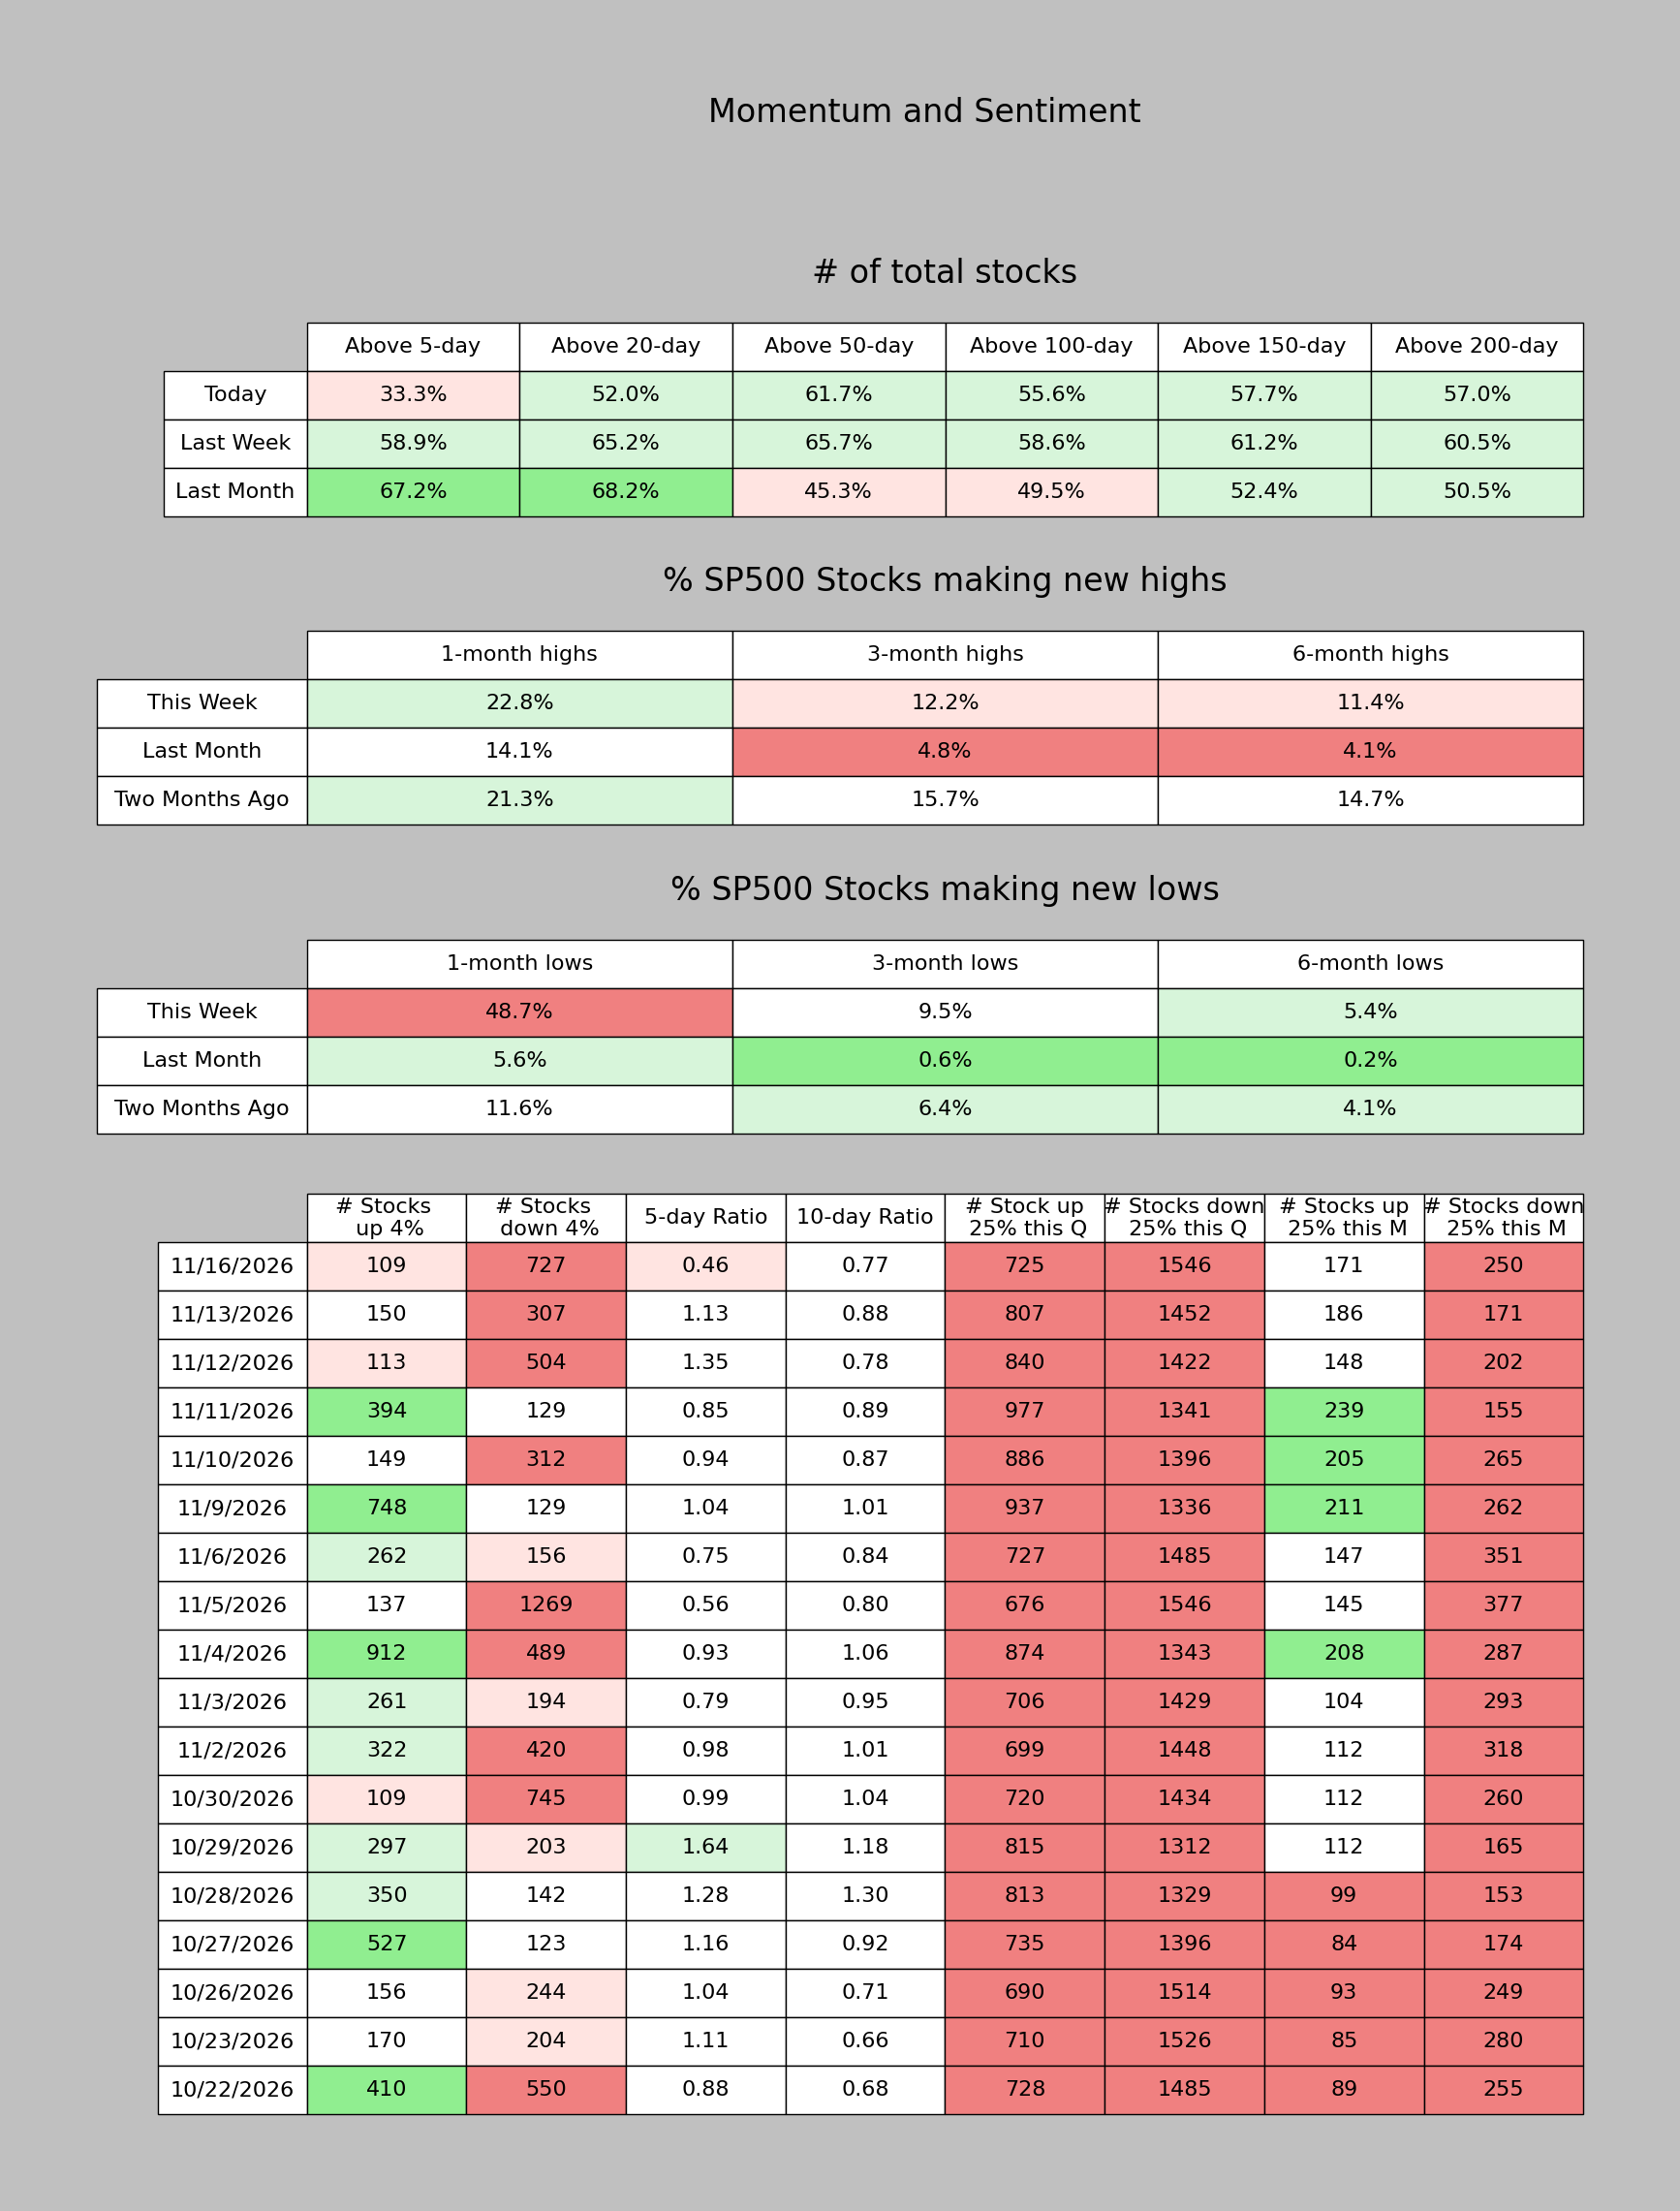 Momentum and Sentiment
# of total stocks
Above 5-day Above 20-day Above 50-day Above 100-day Above 150-day Above 200-day
Today 33.3% 52.0% 61.7% 55.6% 57.7% 57.0%
Last Week 58.9% 65.2% 65.7% 58.6% 61.2% 60.5%
Last Month 67.2% 68.2% 45.3% 49.5% 52.4% 50.5%
% SP500 Stocks making new highs
1-month highs 3-month highs 6-month highs
This Week 22.8% 12.2% 11.4%
Last Month 14.1% 4.8% 4.1%
Two Months Ago 21.3% 15.7% 14.7%
% SP500 Stocks making new lows
1-month lows 3-month lows 6-month lows
This Week 48.7% 9.5% 5.4%
Last Month 5.6% 0.6% 0.2%
Two Months Ago 11.6% 6.4% 4.1%
# Stocks up 4% # Stocks down 4% 5-day Ratio 10-day Ratio # Stock up 25% this Q # Stocks down 25% this Q # Stocks up 25% this M # Stocks down 25% this M
11/16/2026 109 727 0.46 0.77 725 1546 171 250
11/13/2026 150 307 1.13 0.88 807 1452 186 171
11/12/2026 113 504 1.35 0.78 840 1422 148 202
11/11/2026 394 129 0.85 0.89 977 1341 239 155
11/10/2026 149 312 0.94 0.87 886 1396 205 265
11/9/2026 748 129 1.04 1.01 937 1336 211 262
11/6/2026 262 156 0.75 0.84 727 1485 147 351
11/5/2026 137 1269 0.56 0.80 676 1546 145 377
11/4/2026 912 489 0.93 1.06 874 1343 208 287
11/3/2026 261 194 0.79 0.95 706 1429 104 293
11/2/2026 322 420 0.98 1.01 699 1448 112 318
10/30/2026 109 745 0.99 1.04 720 1434 112 260
10/29/2026 297 203 1.64 1.18 815 1312 112 165
10/28/2026 350 142 1.28 1.30 813 1329 99 153
10/27/2026 527 123 1.16 0.92 735 1396 84 174
10/26/2026 156 244 1.04 0.71 690 1514 93 249
10/23/2026 170 204 1.11 0.66 710 1526 85 280
10/22/2026 410 550 0.88 0.68 728 1485 89 255